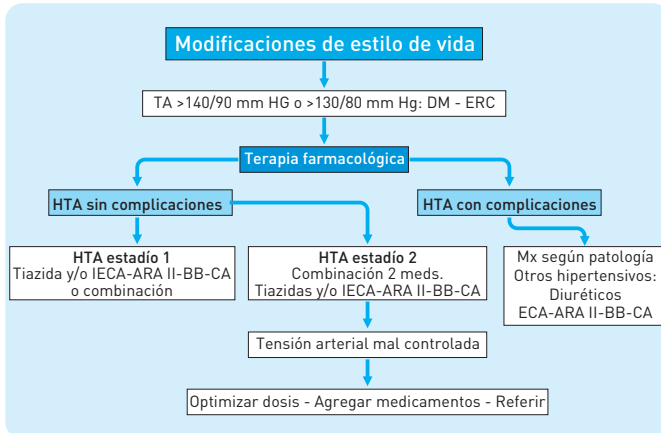 Modificaciones de estilo de vida
TA >140/90 mm HG o >130/80 mm Hg: DM - ERC
Terapia farmacológica
HTA sin complicaciones
HTA con complicaciones
HTA estadío 1
Tiazida y/o IECA-ARA II-BB-CA
o combinación
HTA estadío 2
Combinación 2 meds.
Tiazidas y/o IECA-ARA II-BB-CA
Mx según patología
Otros hipertensivos:
Diuréticos
ECA-ARA II-BB-CA
Tensión arterial mal controlada
Optimizar dosis - Agregar medicamentos - Referir